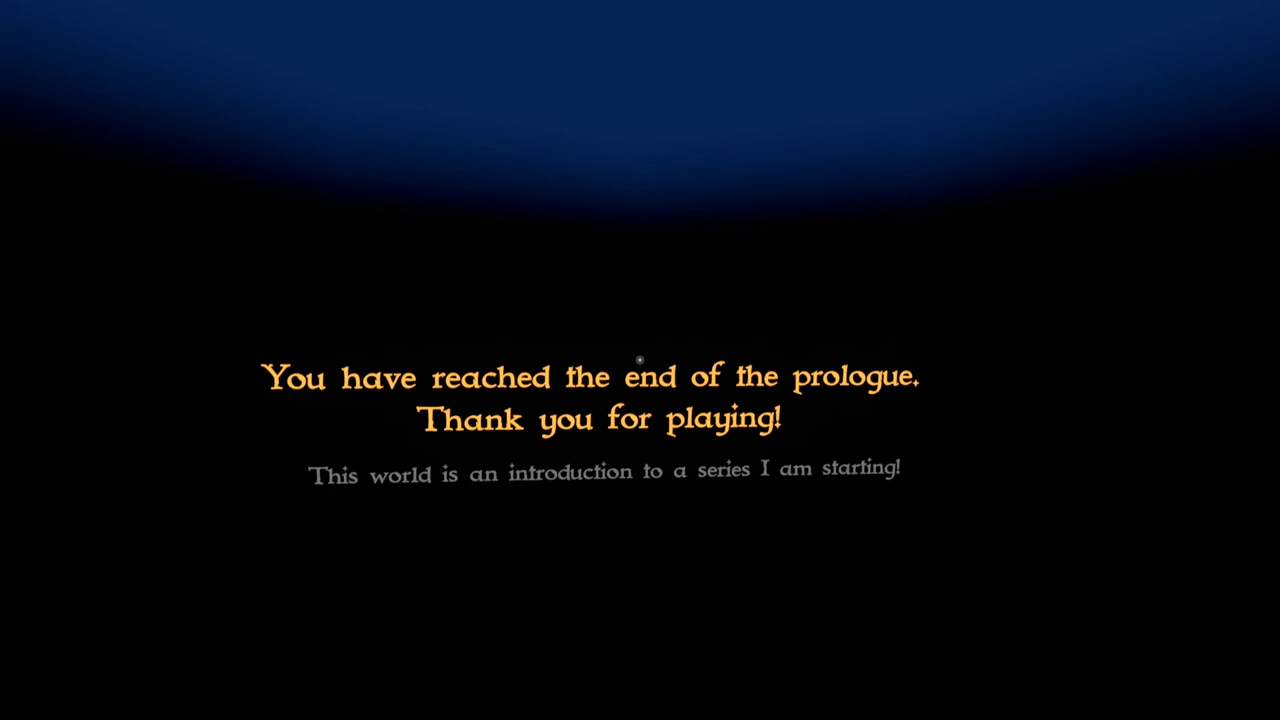 You have reached the end of the prologue.
Thank you for playing!
This world is an introduction to a series I am starting!